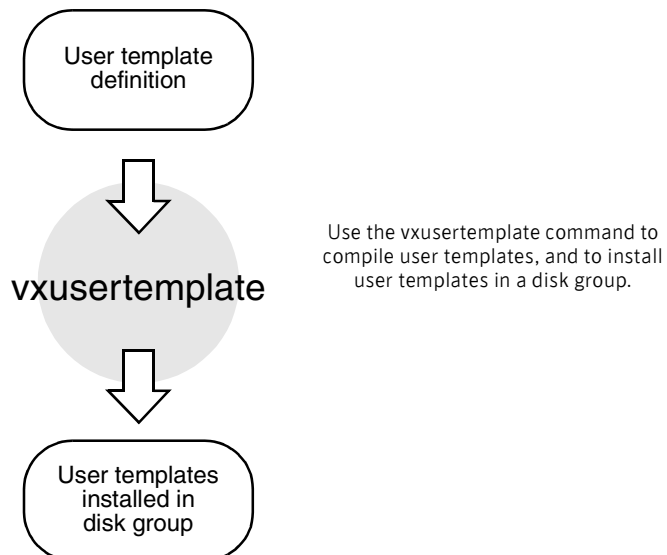 User template
definition
vxusertemplate
Use the vxusertemplate command to
compile user templates, and to install
user templates in a disk group.
User templates
installed in
disk group